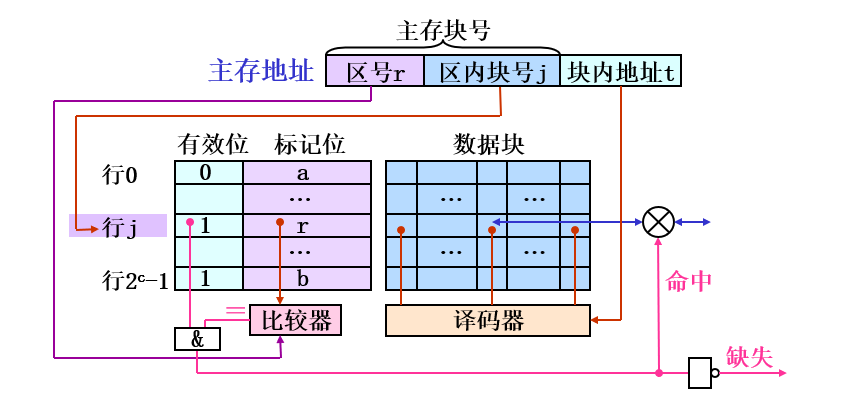 主存块号
主存地址 区号r 区内块号j 块内地址t
有效位 标记位 数据块
行0 0 a
… … …
行j 1 r
… … …
行2ᶜ−1 1 b
命中
= 比较器 译码器
&
缺失